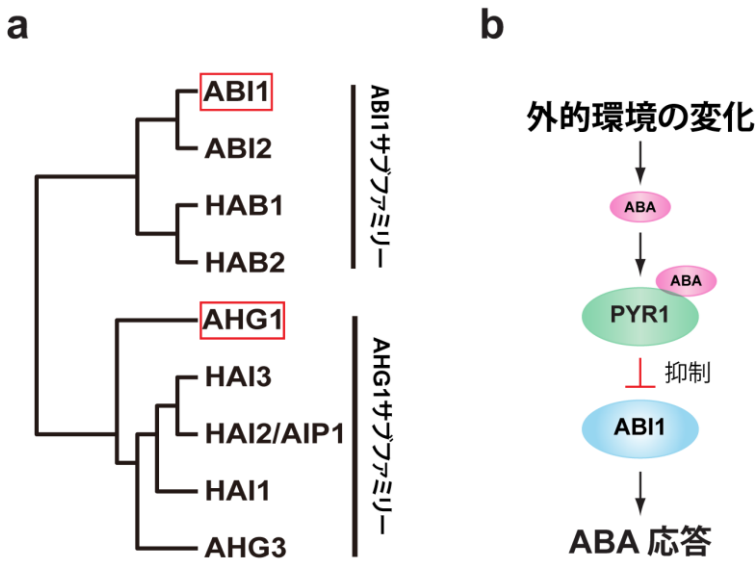 a
ABI1
ABI2
HAB1
HAB2
ABI1サブファミリー
AHG1
HAI3
HAI2/AIP1
HAI1
AHG3
AHG1サブファミリー
b
外的環境の変化
ABA
ABA
PYR1
抑制
ABI1
ABA 応答